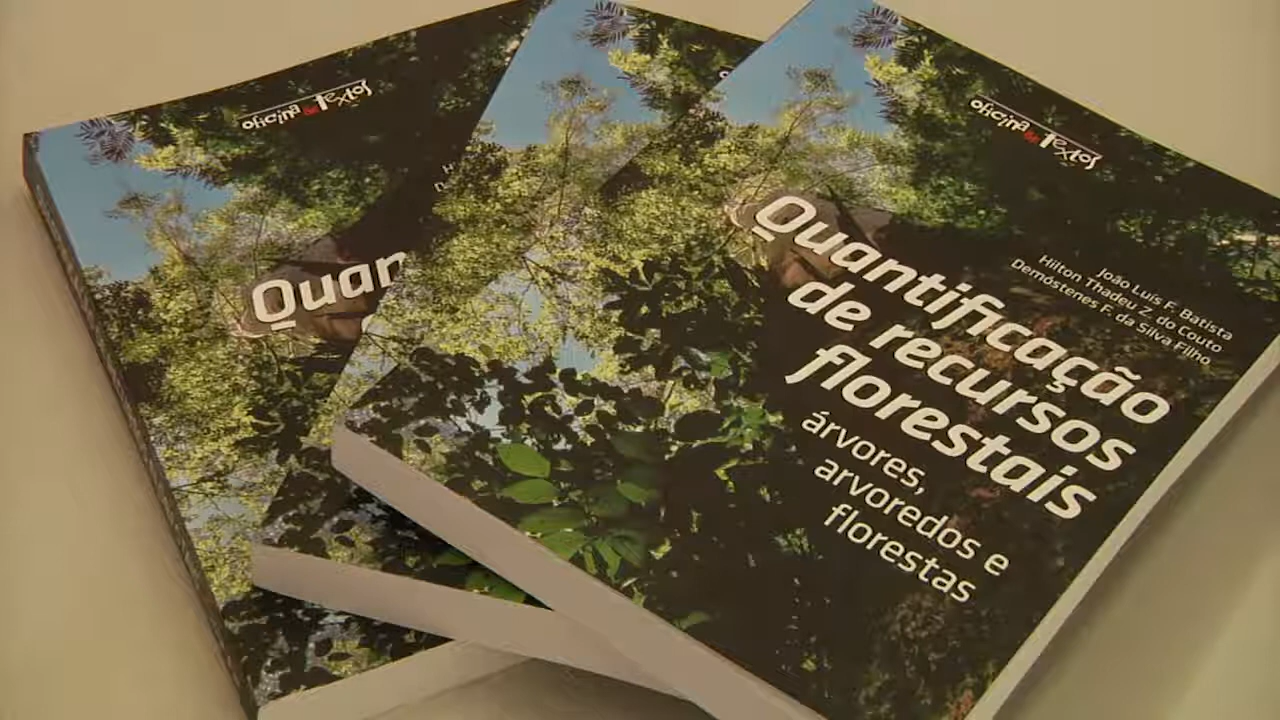 oficina de textos
Quan
oficina de textos
João Luís F. Batista
Hilton Thadeu Z. do Couto
Demóstenes F. da Silva Filho
Quantificação
de recursos
florestais
árvores,
arvoredos e
florestas